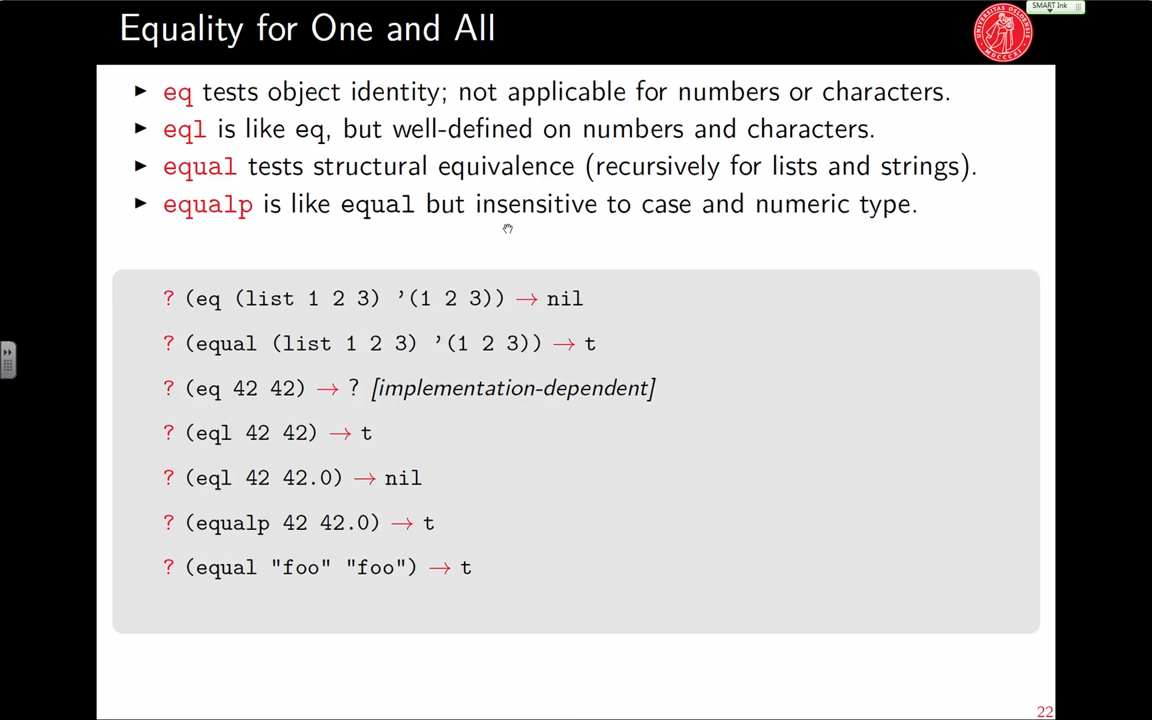 SMART Ink
Equality for One and All
UNIVERSITAS OSLOENSIS
MDCCCXI
► eq tests object identity; not applicable for numbers or characters.
► eql is like eq, but well-defined on numbers and characters.
► equal tests structural equivalence (recursively for lists and strings).
► equalp is like equal but insensitive to case and numeric type.
? (eq (list 1 2 3) ’(1 2 3)) → nil
? (equal (list 1 2 3) ’(1 2 3)) → t
? (eq 42 42) → ? [implementation-dependent]
? (eql 42 42) → t
? (eql 42 42.0) → nil
? (equalp 42 42.0) → t
? (equal "foo" "foo") → t
22